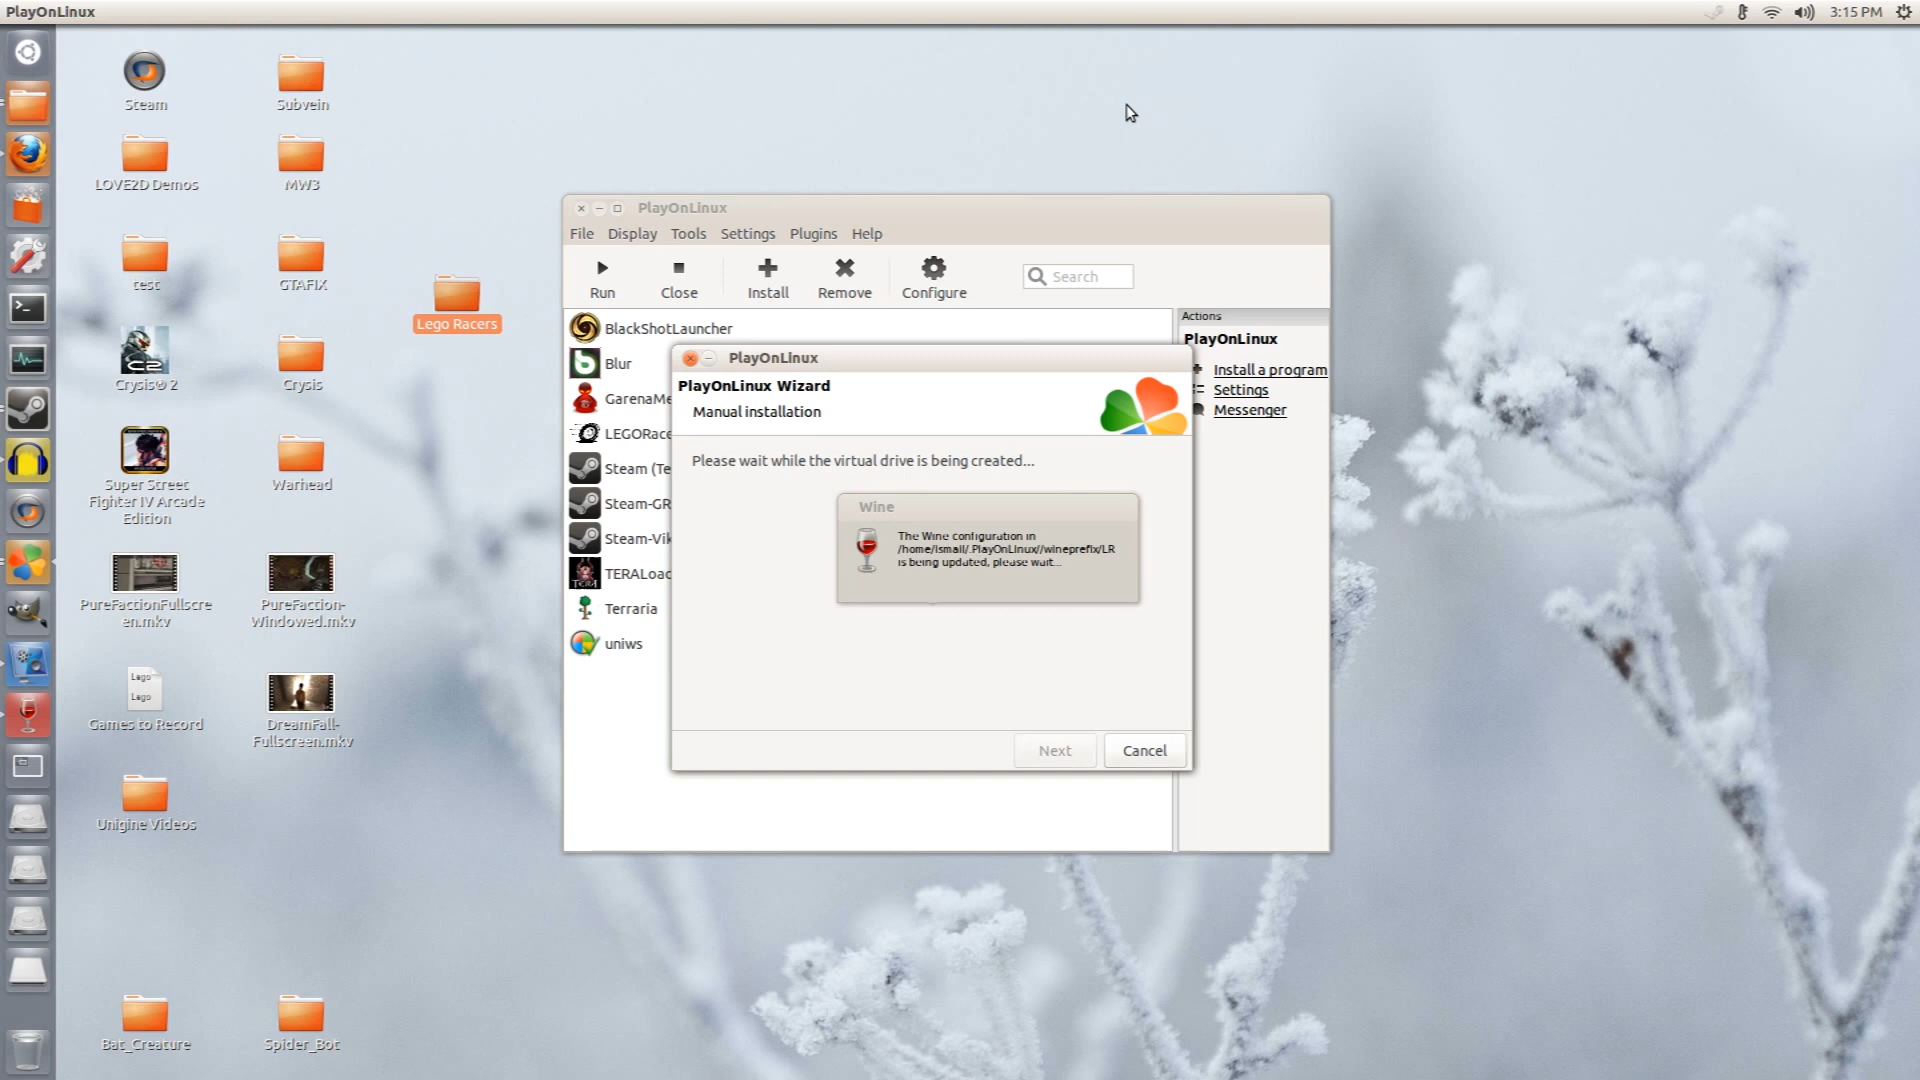 PlayOnLinux
3:15 PM
Steam
Subvein
LOVE2D Demos
MW3
test
GTAFIX
Lego Racers
Crysis® 2
Crysis
Super Street
Fighter IV Arcade
Edition
Warhead
PureFactionFullscre
en.mkv
PureFaction-
Windowed.mkv
Lego
Lego
Games to Record
DreamFall-
Fullscreen.mkv
Unigine Videos
Bat_Creature
Spider_Bot
PlayOnLinux
File Display Tools Settings Plugins Help
Run Close Install Remove Configure
Search
BlackShotLauncher
Blur
GarenaMe
LEGORace
Steam (Te
Steam-GR
Steam-Vik
TERALoad
Terraria
uniws
Actions
PlayOnLinux
Install a program
Settings
Messenger
PlayOnLinux
PlayOnLinux Wizard
Manual installation
Please wait while the virtual drive is being created...
Wine
The Wine configuration in
/home/ismail/.PlayOnLinux//wineprefix/LR
is being updated, please wait...
Next
Cancel